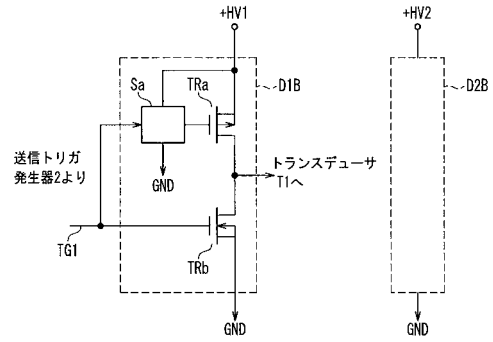 +HV1
+HV2
Sa
TRa
D1B
D2B
送信トリガ
発生器2より
GND
トランスデューサ
T1へ
TG1
TRb
GND
GND